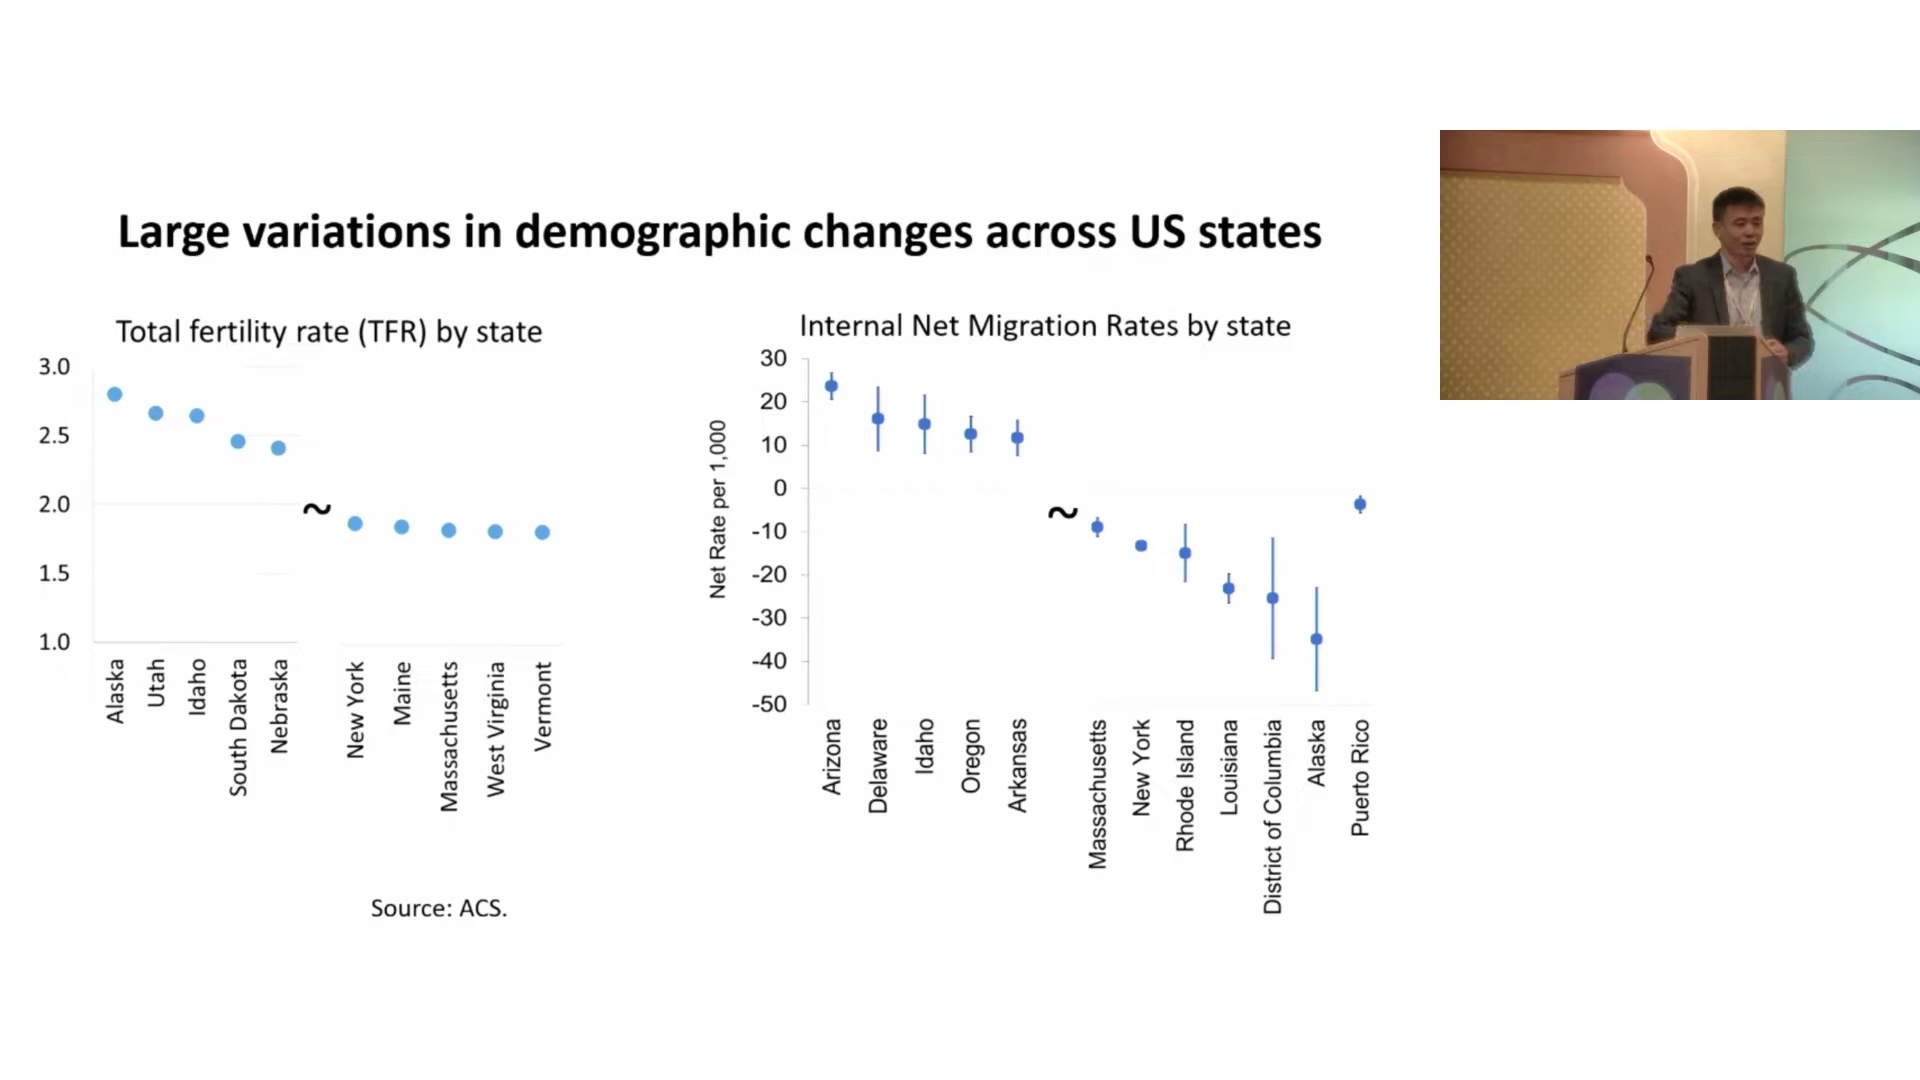 Large variations in demographic changes across US states
Total fertility rate (TFR) by state
3.0
2.5
2.0
1.5
1.0
~
Alaska
Utah
Idaho
South Dakota
Nebraska
New York
Maine
Massachusetts
West Virginia
Vermont
Internal Net Migration Rates by state
Net Rate per 1,000
30
20
10
0
-10
-20
-30
-40
-50
~
Arizona
Delaware
Idaho
Oregon
Arkansas
Massachusetts
New York
Rhode Island
Louisiana
District of Columbia
Alaska
Puerto Rico
Source: ACS.